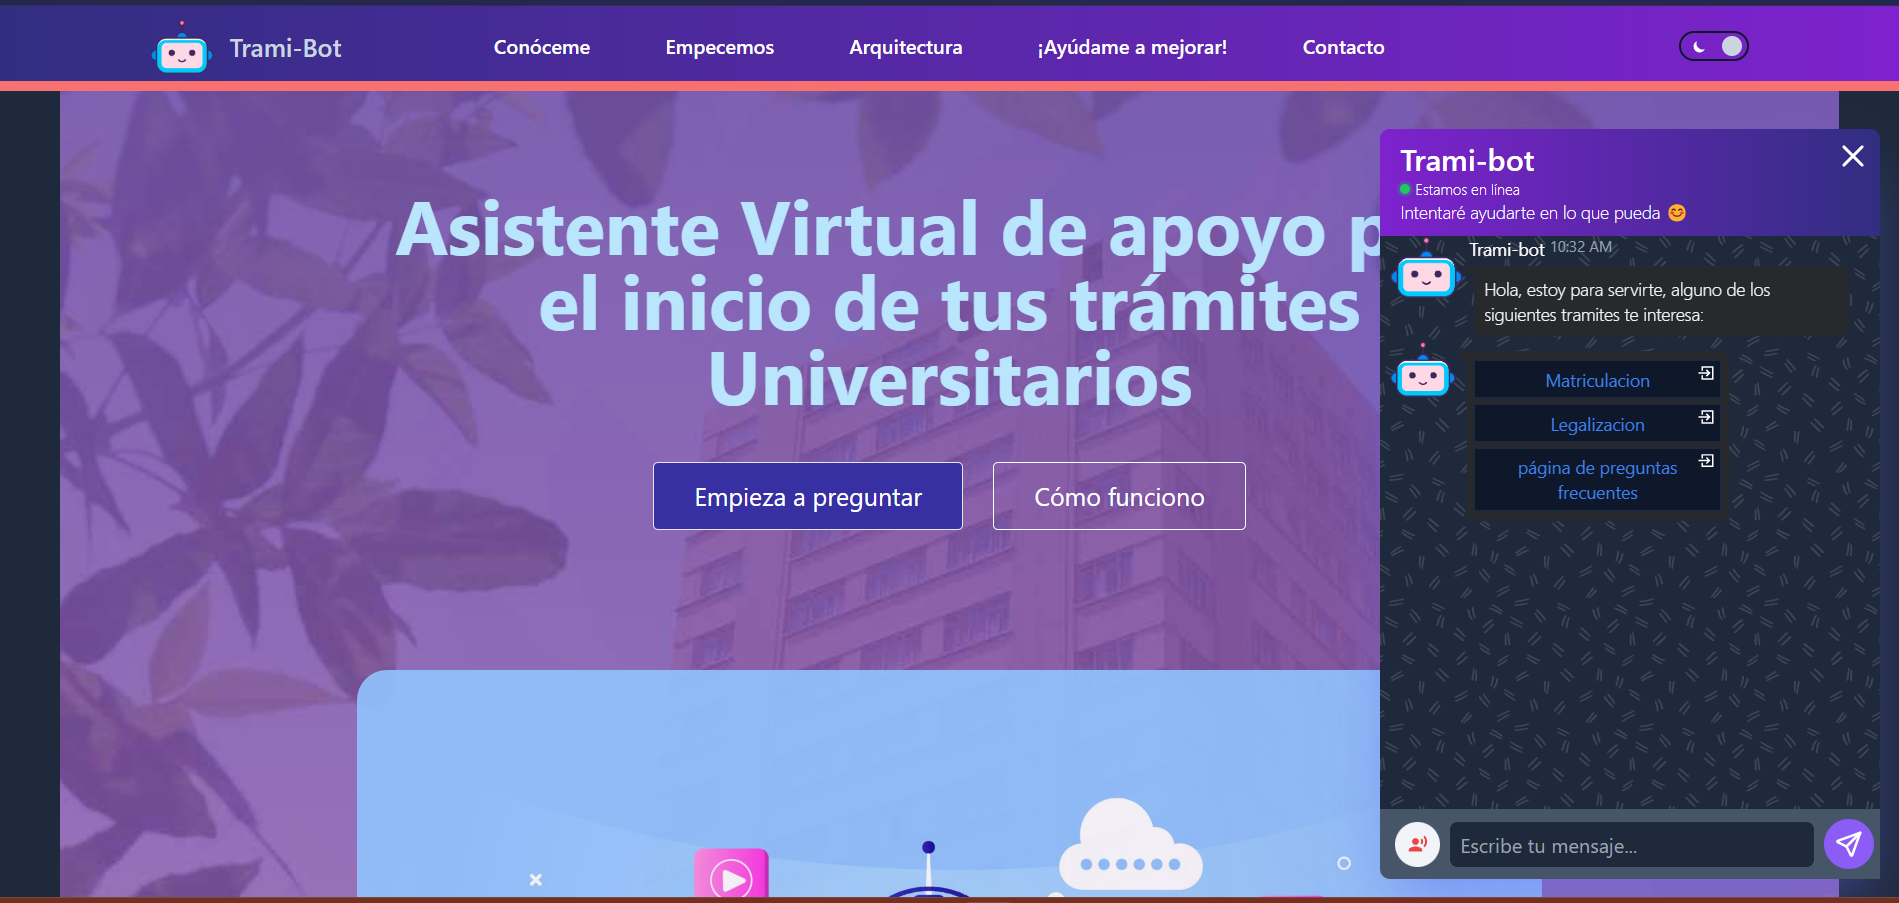 Trami-Bot
Conóceme
Empecemos
Arquitectura
¡Ayúdame a mejorar!
Contacto
Asistente Virtual de apoyo p
el inicio de tus trámites
Universitarios
Empieza a preguntar
Cómo funciono
Trami-bot
Estamos en línea
Intentaré ayudarte en lo que pueda 😊
Trami-bot 10:32 AM
Hola, estoy para servirte, alguno de los
siguientes tramites te interesa:
Matriculacion
Legalizacion
página de preguntas
frecuentes
Escribe tu mensaje...